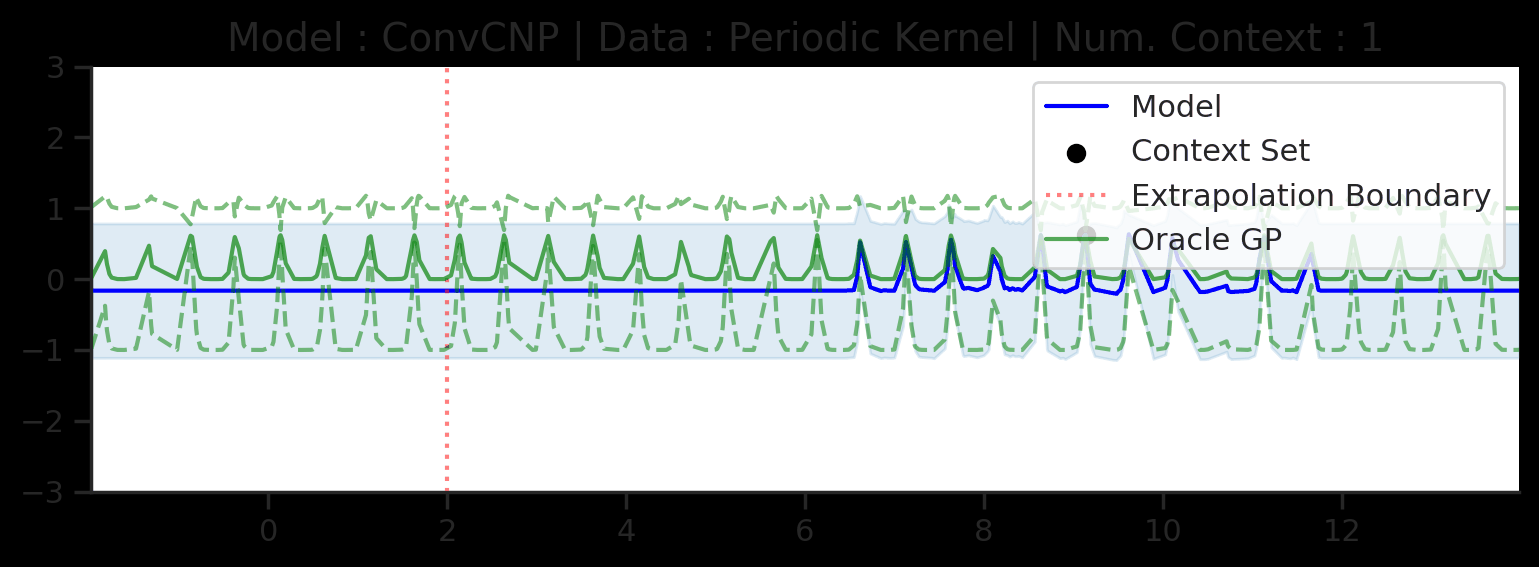 Model : ConvCNP | Data : Periodic Kernel | Num. Context : 1
3
2
1
0
−1
−2
−3
Model
Context Set
Extrapolation Boundary
Oracle GP
0 2 4 6 8 10 12